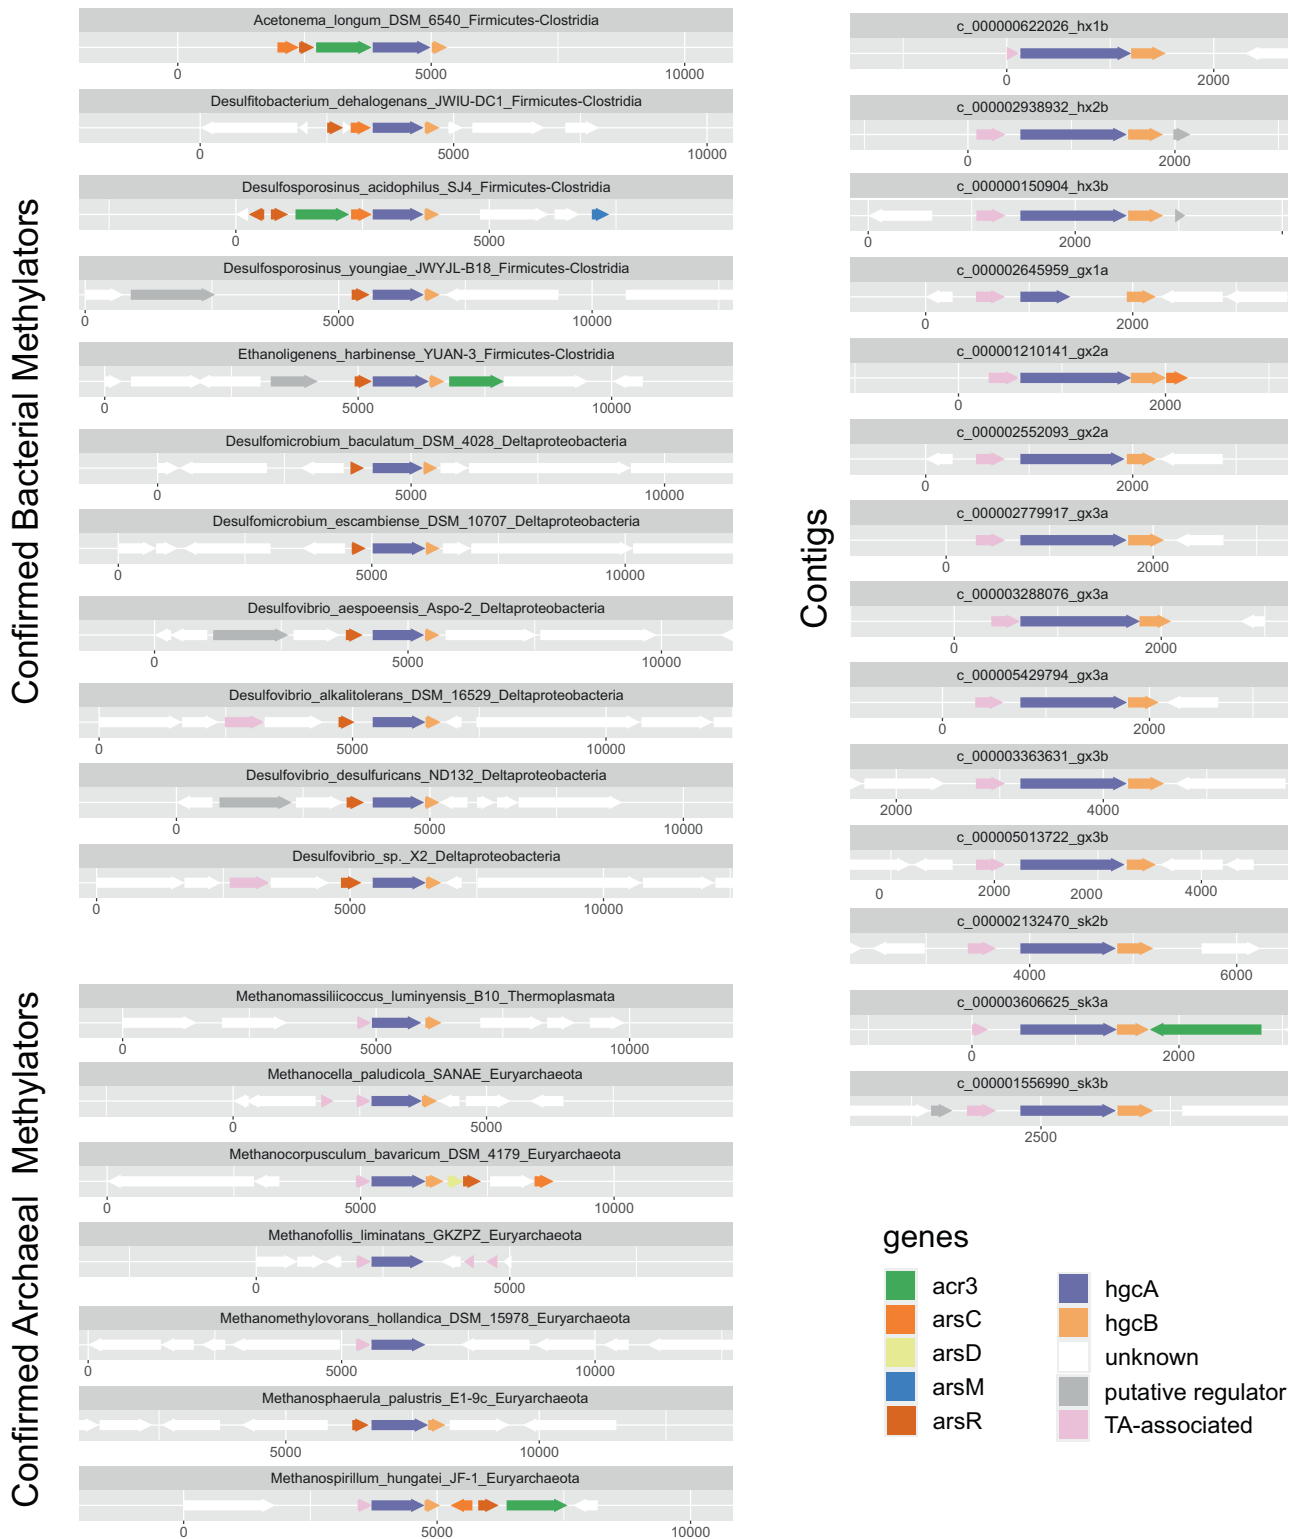 Confirmed Bacterial Methylators
Acetonema_longum_DSM_6540_Firmicutes-Clostridia
0 5000 10000
Desulfitobacterium_dehalogenans_JWIU-DC1_Firmicutes-Clostridia
0 5000 10000
Desulfosporosinus_acidophilus_SJ4_Firmicutes-Clostridia
0 5000
Desulfosporosinus_youngiae_JWYJL-B18_Firmicutes-Clostridia
0 5000 10000
Ethanoligenens_harbinense_YUAN-3_Firmicutes-Clostridia
0 5000 10000
Desulfomicrobium_baculatum_DSM_4028_Deltaproteobacteria
0 5000 10000
Desulfomicrobium_escambiense_DSM_10707_Deltaproteobacteria
0 5000 10000
Desulfovibrio_aespoeensis_Aspo-2_Deltaproteobacteria
0 5000 10000
Desulfovibrio_alkalitolerans_DSM_16529_Deltaproteobacteria
0 5000 10000
Desulfovibrio_desulfuricans_ND132_Deltaproteobacteria
0 5000 10000
Desulfovibrio_sp._X2_Deltaproteobacteria
0 5000 10000
Confirmed Archaeal Methylators
Methanomassiliicoccus_luminyensis_B10_Thermoplasmata
0 5000 10000
Methanocella_paludicola_SANAE_Euryarchaeota
0 5000
Methanocorpusculum_bavaricum_DSM_4179_Euryarchaeota
0 5000 10000
Methanofollis_liminatans_GKZPZ_Euryarchaeota
0 5000
Methanomethylovorans_hollandica_DSM_15978_Euryarchaeota
0 5000 10000
Methanosphaerula_palustris_E1-9c_Euryarchaeota
5000 10000
Methanospirillum_hungatei_JF-1_Euryarchaeota
0 5000 10000
Contigs
c_000000622026_hx1b
0 2000
c_000002938932_hx2b
0 2000
c_000000150904_hx3b
0 2000
c_000002645959_gx1a
0 2000
c_000001210141_gx2a
0 2000
c_000002552093_gx2a
0 2000
c_000002779917_gx3a
0 2000
c_000003288076_gx3a
0 2000
c_000005429794_gx3a
0 2000
c_000003363631_gx3b
2000 4000
c_000005013722_gx3b
0 2000 2000 4000
c_000002132470_sk2b
4000 6000
c_000003606625_sk3a
0 2000
c_000001556990_sk3b
2500
genes
acr3
arsC
arsD
arsM
arsR
hgcA
hgcB
unknown
putative regulator
TA-associated